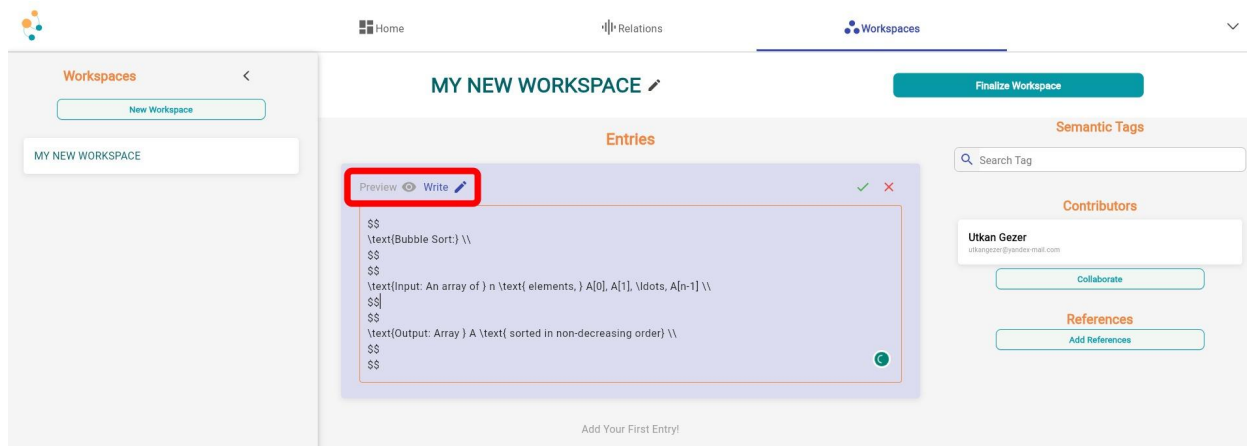 Home
Relations
Workspaces
Workspaces
New Workspace
MY NEW WORKSPACE
MY NEW WORKSPACE
Finalize Workspace
Entries
Preview Write
$$
\text{Bubble Sort:} \\
$$
$$
\text{Input: An array of } n \text{ elements, } A[0], A[1], \ldots, A[n-1] \\
$$
$$
\text{Output: Array } A \text{ sorted in non-decreasing order} \\
$$
$$
Add Your First Entry!
Semantic Tags
Search Tag
Contributors
Utkan Gezer
utkangezer@yandex-mail.com
Collaborate
References
Add References